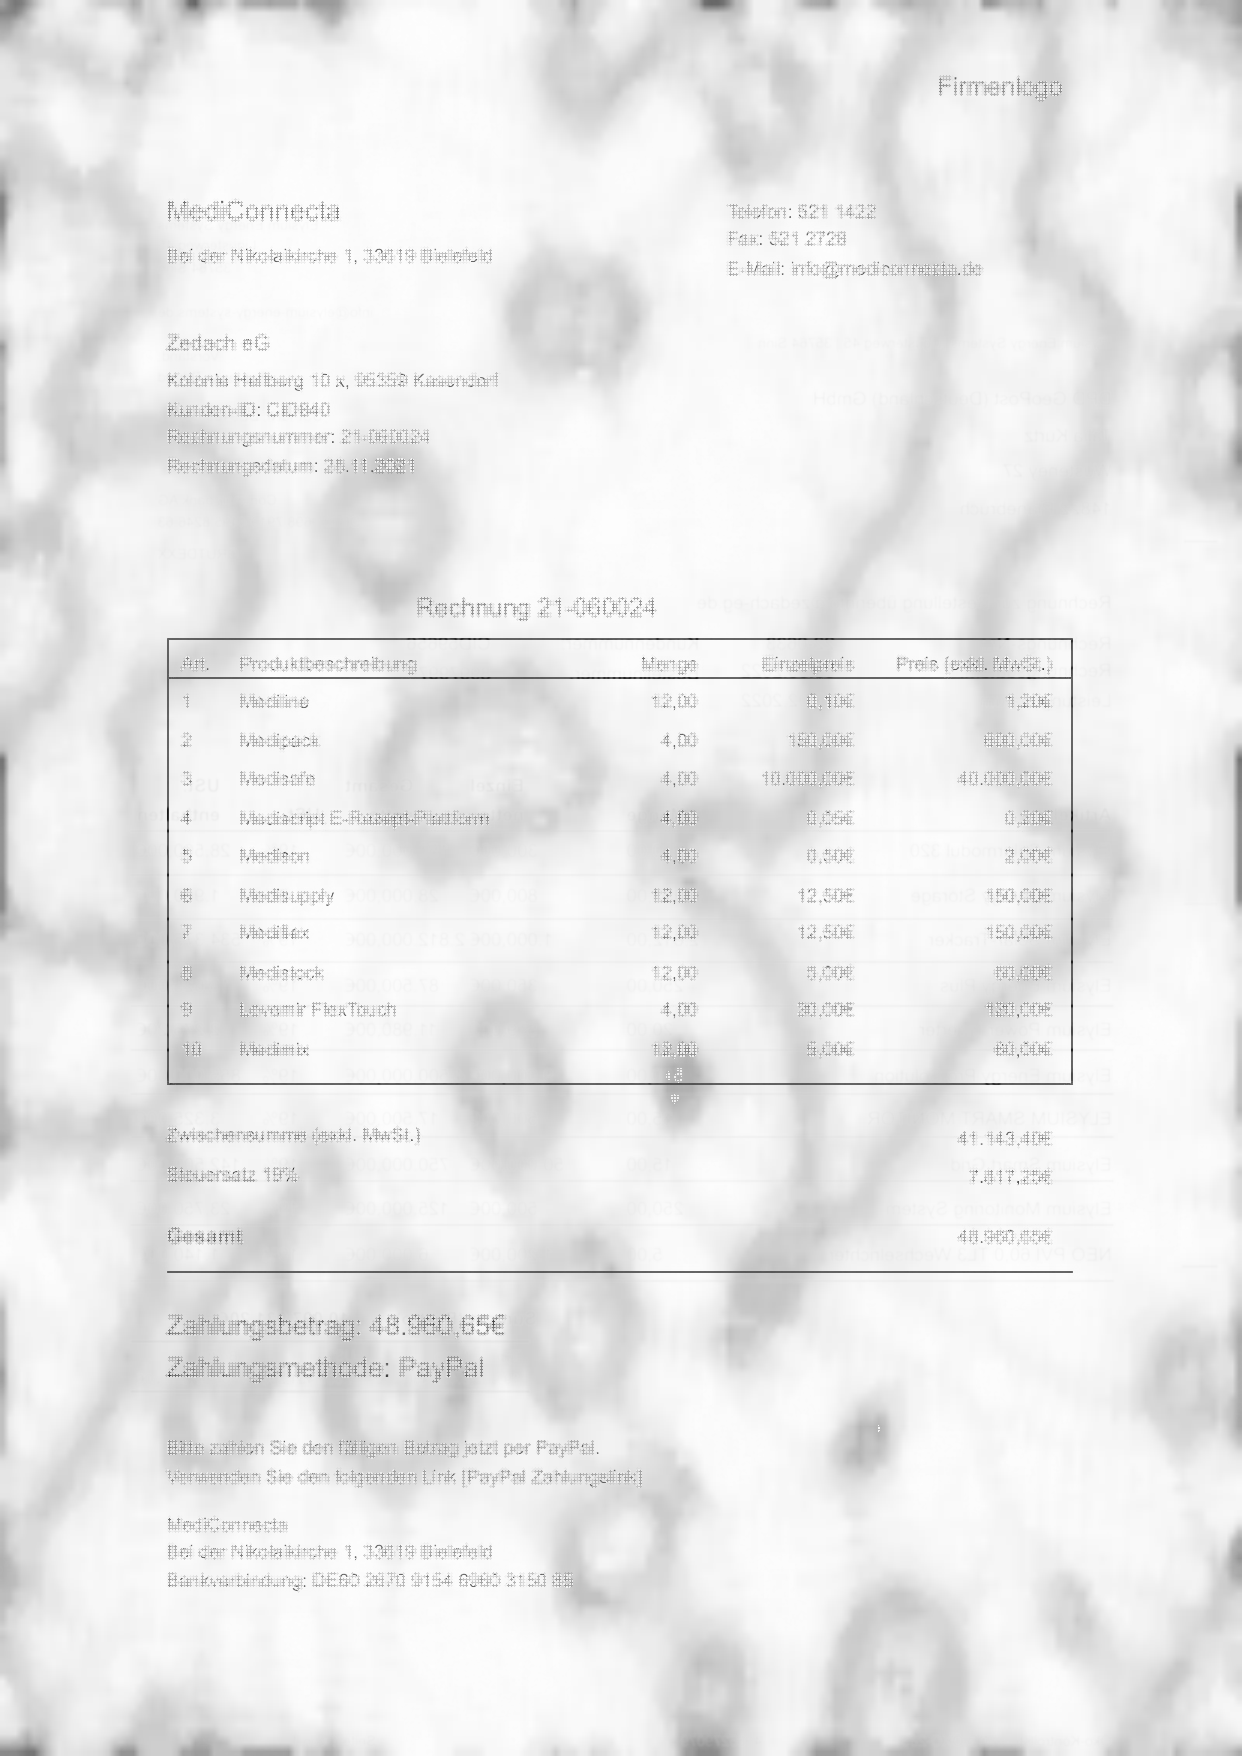 Firmenlogo
MediConnecta
Bei der Nikolaikirche 1, 33619 Bielefeld
Telefon: 521 1422
Fax: 521 2728
E-Mail: info@mediconnecta.de
Zedach eG
Kolonie Hellberg 10 x, 95359 Kasendorf
Kunden-ID: CID840
Rechnungsnummer: 21-060024
Rechnungsdatum:
Rechnung 21-060024
Art. Produktbeschreibung Menge Einzelpreis Preis (exkl. MwSt.)
1 Mediline 12,00 0,10€ 1,20€
2 Medipack 4,00 150,00€ 600,00€
3 Medisafe 4,00 10.000,00€ 40.000,00€
4 Mediscript E-Rezept-Plattform 4,00 0,05€ 0,20€
5 Medison 4,00 0,50€ 2,00€
6 Medisupply 12,00 12,50€ 150,00€
7 Mediflex 12,00 12,50€ 150,00€
8 Medistock 12,00 5,00€ 60,00€
9 Levemir FlexTouch 4,00 30,00€ 120,00€
10 Medimix 12,00 5,00€ 60,00€
Zwischensumme (exkl. MwSt.) 41.143,40€
Steuersatz 19% 7.817,25€
Gesamt 48.960,65€
Zahlungsbetrag: 48.960,65€
Zahlungsmethode: PayPal
Bitte zahlen Sie den fälligen Betrag jetzt per PayPal.
Verwenden Sie den folgenden Link [PayPal Zahlungslink]
MediConnecta
Bei der Nikolaikirche 1, 33619 Bielefeld
Bankverbindung: DE60 2670 9154 6060 3150 88